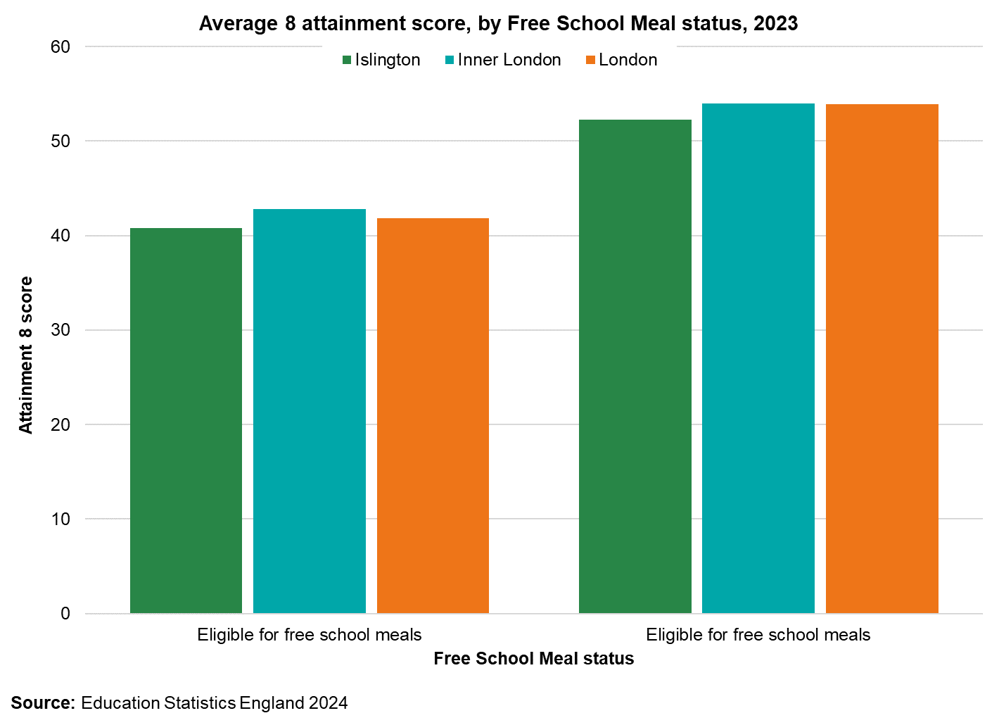 Average 8 attainment score, by Free School Meal status, 2023
Islington Inner London London
60
50
40
30
20
10
0
Attainment 8 score
Eligible for free school meals Eligible for free school meals
Free School Meal status
Source: Education Statistics England 2024